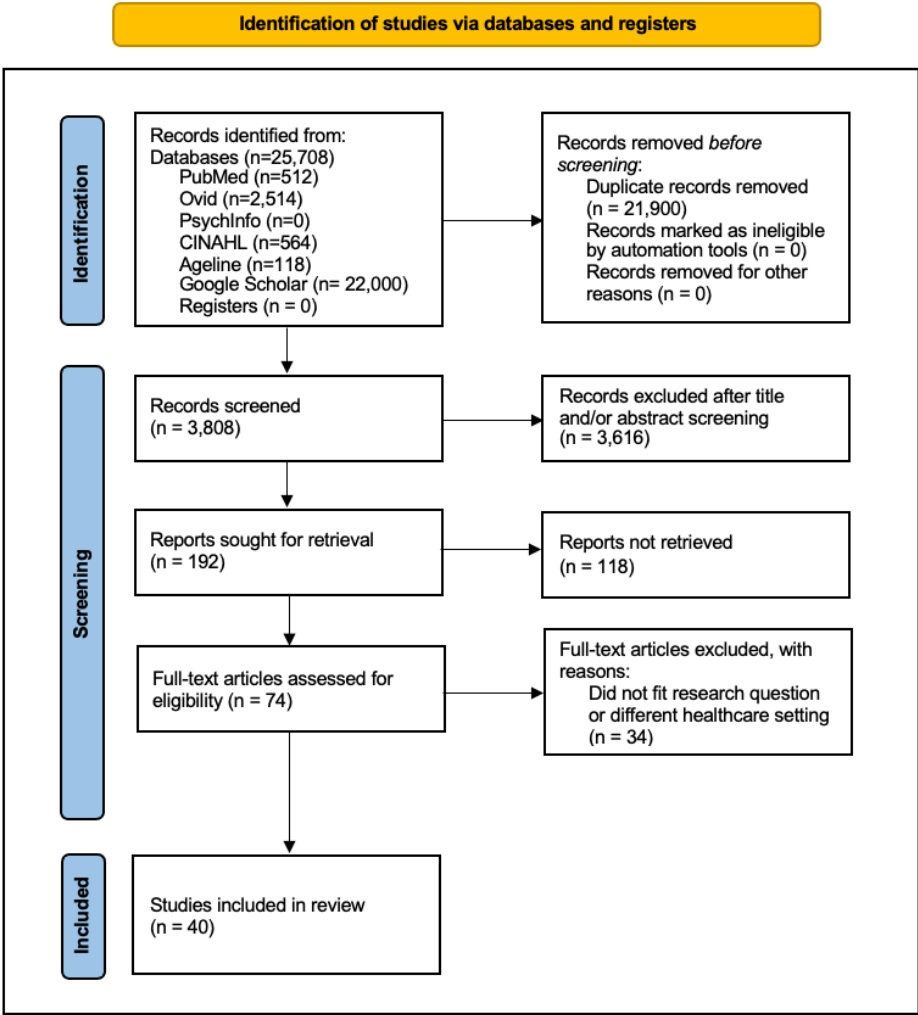 Identification of studies via databases and registers
Identification
Records identified from:
Databases (n=25,708)
PubMed (n=512)
Ovid (n=2,514)
PsychInfo (n=0)
CINAHL (n=564)
Ageline (n=118)
Google Scholar (n= 22,000)
Registers (n = 0)
Records removed before
screening:
Duplicate records removed
(n = 21,900)
Records marked as ineligible
by automation tools (n = 0)
Records removed for other
reasons (n = 0)
Screening
Records screened
(n = 3,808)
Records excluded after title
and/or abstract screening
(n = 3,616)
Reports sought for retrieval
(n = 192)
Reports not retrieved
(n = 118)
Full-text articles assessed for
eligibility (n = 74)
Full-text articles excluded, with
reasons:
Did not fit research question
or different healthcare setting
(n = 34)
Included
Studies included in review
(n = 40)